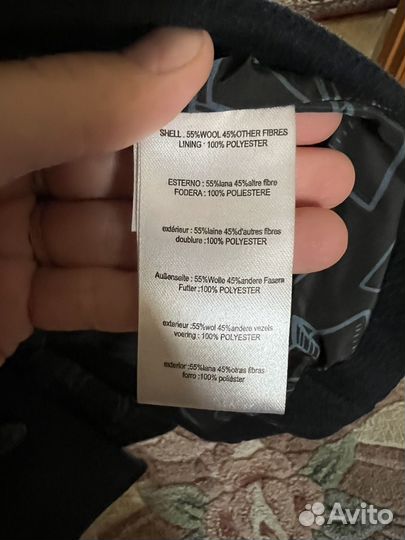 SHELL : 55%WOOL 45%OTHER FIBRES
LINING : 100% POLYESTER
ESTERNO : 55%lana 45%altre fibre
FODERA : 100% POLIESTERE
extérieur : 55%laine 45%d'autres fibres
doublure : 100% POLYESTER
Außenseite : 55%Wolle 45%andere Fasern
Futter :100% POLYESTER
exterieur :55%wol 45%andere vezels
voering : 100% POLYESTER
exterior :55%lana 45%otras fibras
forro :100% poliéster
Avito